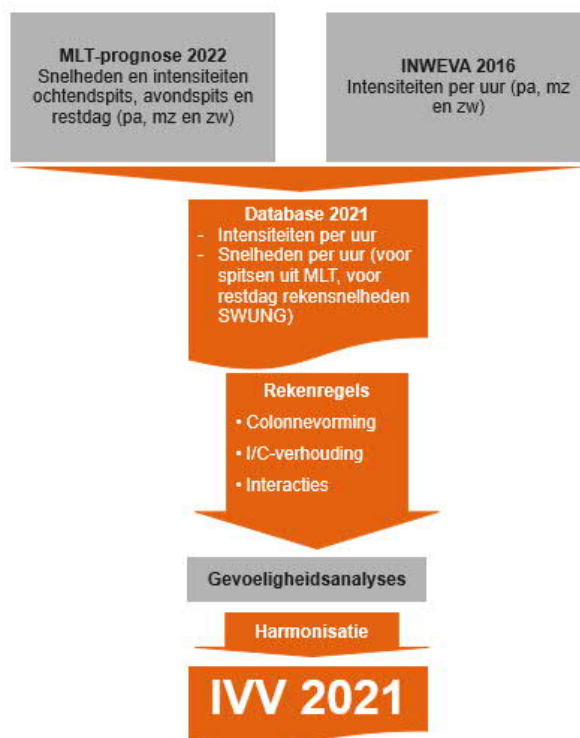 MLT-prognose 2022
Snelheden en intensiteiten
ochtendspits, avondspits en
restdag (pa, mz en zw)
INWEVA 2016
Intensiteiten per uur (pa, mz
en zw)
Database 2021
- Intensiteiten per uur
- Snelheden per uur (voor
spitsen uit MLT, voor
restdag rekensnelheden
SWUNG)
Rekenregels
• Colonnevorming
• I/C-verhouding
• Interacties
Gevoeligheidsanalyses
Harmonisatie
IVV 2021